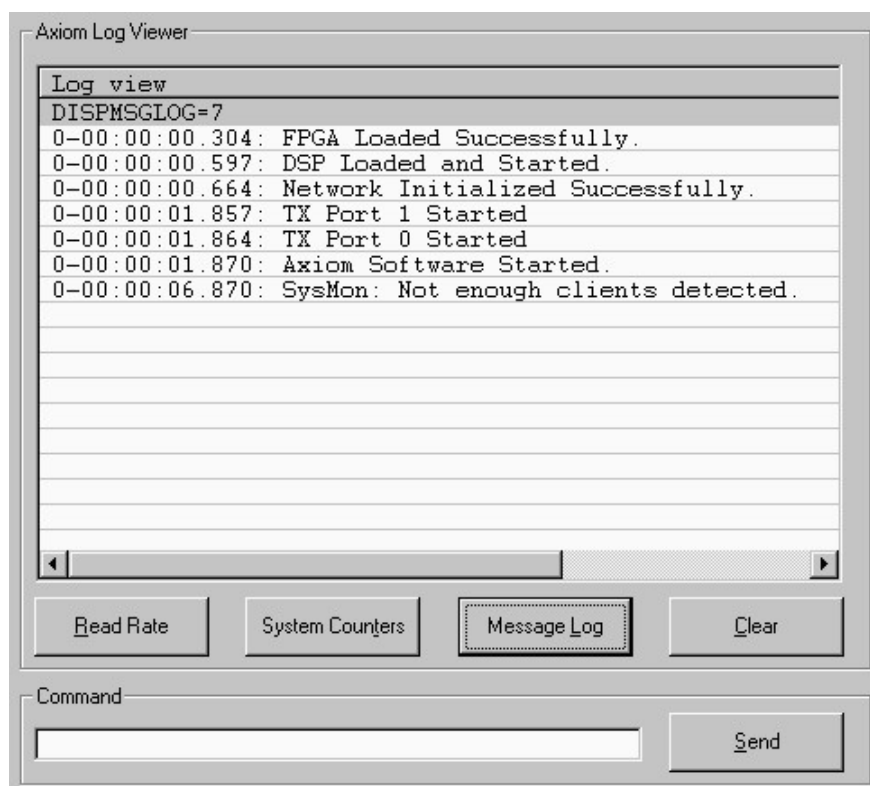 Axiom Log Viewer
Log view
DISPMSGLOG=7
0-00:00:00.304: FPGA Loaded Successfully.
0-00:00:00.597: DSP Loaded and Started.
0-00:00:00.664: Network Initialized Successfully.
0-00:00:01.857: TX Port 1 Started
0-00:00:01.864: TX Port 0 Started
0-00:00:01.870: Axiom Software Started.
0-00:00:06.870: SysMon: Not enough clients detected.
Read Rate System Counters Message Log Clear
Command
Send